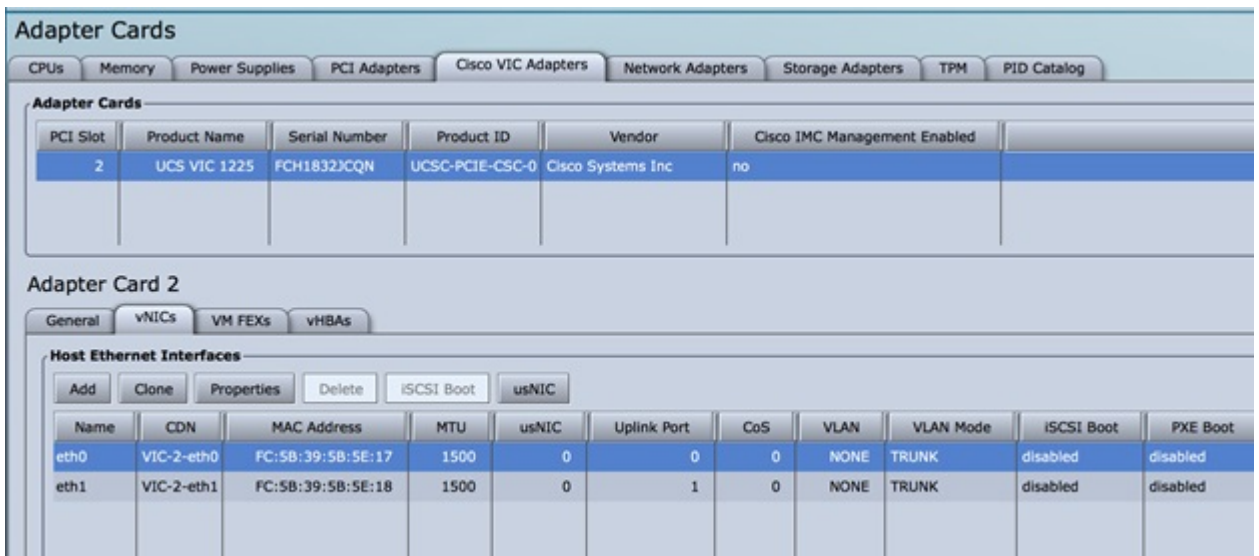 Adapter Cards
CPUs Memory Power Supplies PCI Adapters Cisco VIC Adapters Network Adapters Storage Adapters TPM PID Catalog
Adapter Cards
PCI Slot Product Name Serial Number Product ID Vendor Cisco IMC Management Enabled
2 UCS VIC 1225 FCH1832JCQN UCSC-PCIE-CSC-0 Cisco Systems Inc no
Adapter Card 2
General vNICs VM FEXs vHBAs
Host Ethernet Interfaces
Add Clone Properties Delete iSCSI Boot usNIC
Name CDN MAC Address MTU usNIC Uplink Port CoS VLAN VLAN Mode iSCSI Boot PXE Boot
eth0 VIC-2-eth0 FC:5B:39:5B:5E:17 1500 0 0 0 NONE TRUNK disabled disabled
eth1 VIC-2-eth1 FC:5B:39:5B:5E:18 1500 0 1 0 NONE TRUNK disabled disabled